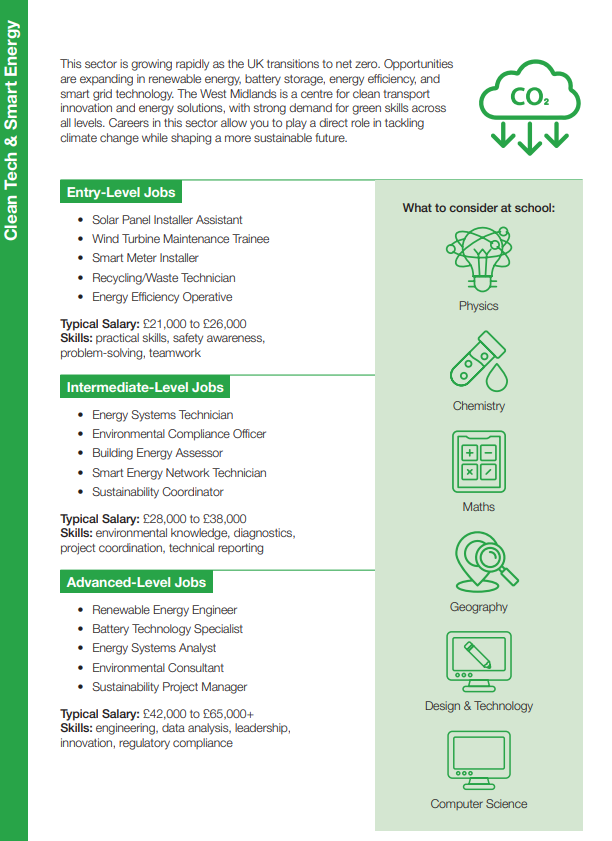 Clean Tech & Smart Energy
This sector is growing rapidly as the UK transitions to net zero. Opportunities
are expanding in renewable energy, battery storage, energy efficiency, and
smart grid technology. The West Midlands is a centre for clean transport
innovation and energy solutions, with strong demand for green skills across
all levels. Careers in this sector allow you to play a direct role in tackling
climate change while shaping a more sustainable future.
CO₂
Entry-Level Jobs
• Solar Panel Installer Assistant
• Wind Turbine Maintenance Trainee
• Smart Meter Installer
• Recycling/Waste Technician
• Energy Efficiency Operative
Typical Salary: £21,000 to £26,000
Skills: practical skills, safety awareness,
problem-solving, teamwork
Intermediate-Level Jobs
• Energy Systems Technician
• Environmental Compliance Officer
• Building Energy Assessor
• Smart Energy Network Technician
• Sustainability Coordinator
Typical Salary: £28,000 to £38,000
Skills: environmental knowledge, diagnostics,
project coordination, technical reporting
Advanced-Level Jobs
• Renewable Energy Engineer
• Battery Technology Specialist
• Energy Systems Analyst
• Environmental Consultant
• Sustainability Project Manager
Typical Salary: £42,000 to £65,000+
Skills: engineering, data analysis, leadership,
innovation, regulatory compliance
What to consider at school:
Physics
Chemistry
Maths
Geography
Design & Technology
Computer Science